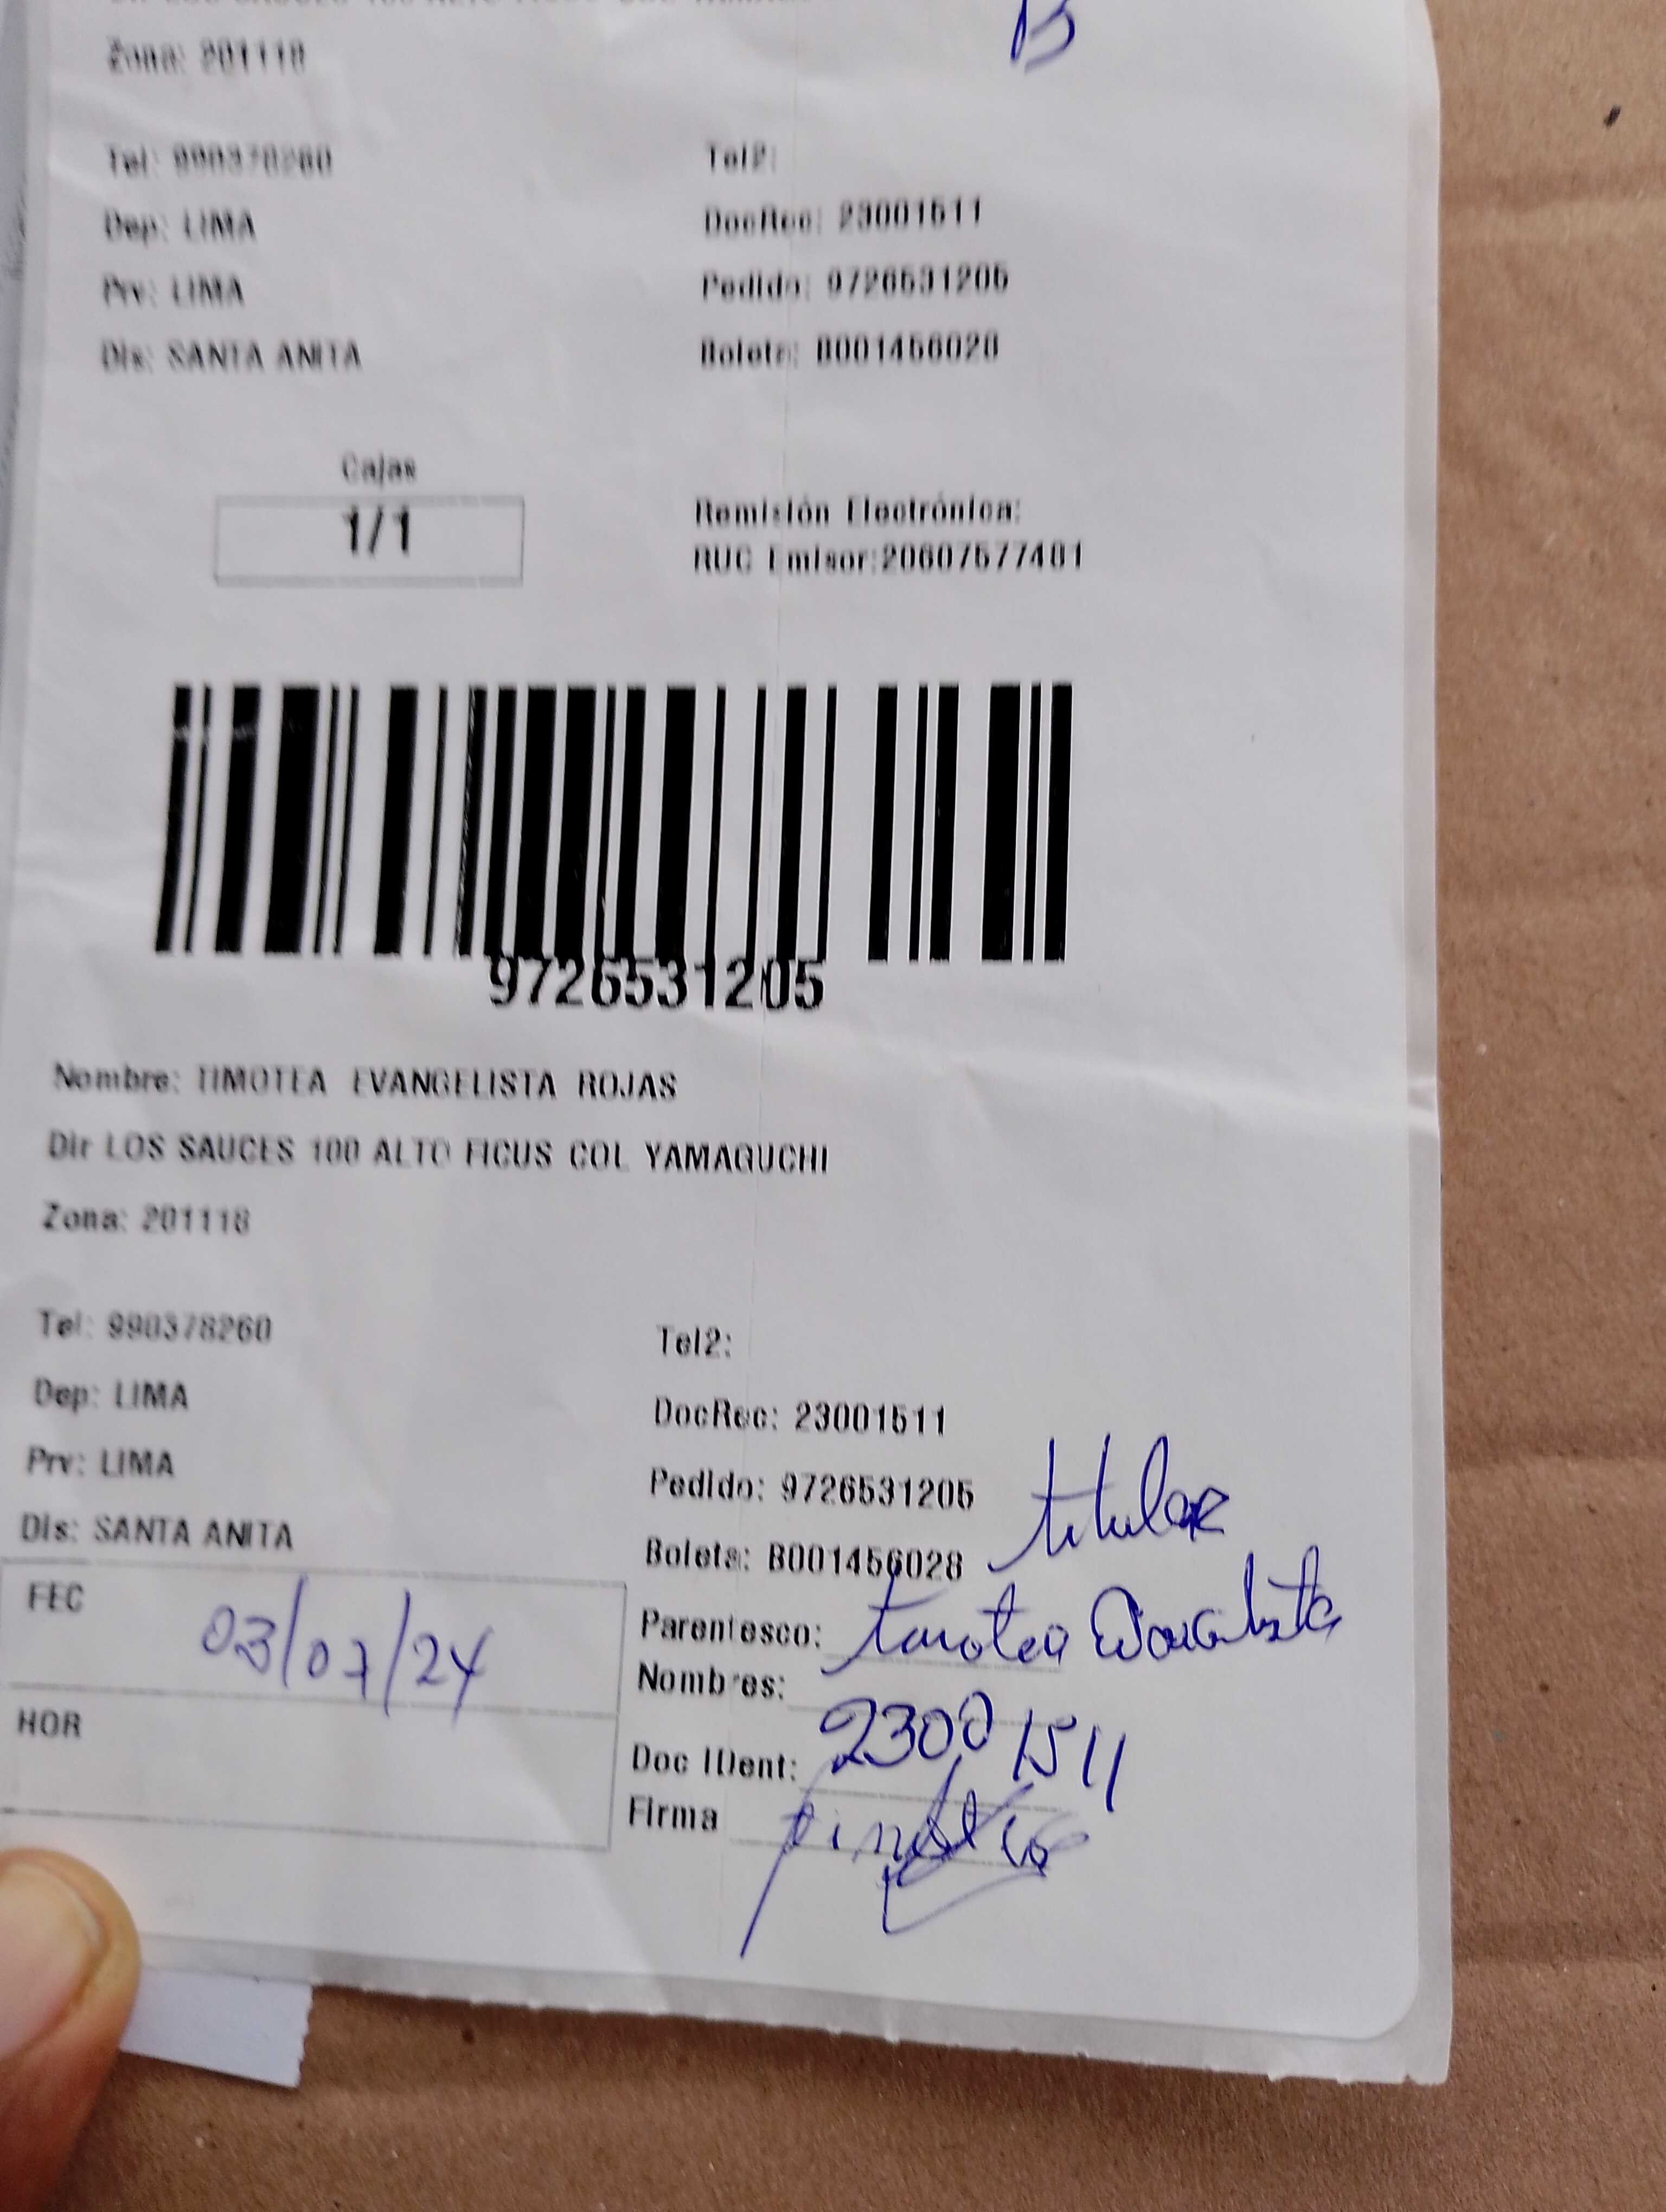 Zona: 201118
Tel: 990378260 Tel2:
Dep: LIMA DocRec: 23001511
Prv: LIMA Pedido: 9726531205
Dis: SANTA ANITA Boleta: B001456028
Cajas
1/1
Remisión Electrónica:
RUC Emisor:20607577481
9726531205
Nombre: TIMOTEA EVANGELISTA ROJAS
Dir LOS SAUCES 100 ALTO FICUS COL YAMAGUCHI
Zona: 201118
Tel: 990378260 Tel2:
Dep: LIMA DocRec: 23001511
Prv: LIMA Pedido: 9726531205
Dis: SANTA ANITA Boleta: B001456028
titular
FEC 03/07/24
Parentesco: timotea Evangelista
Nombres:
HOR
Doc IDent: 23001511
Firma